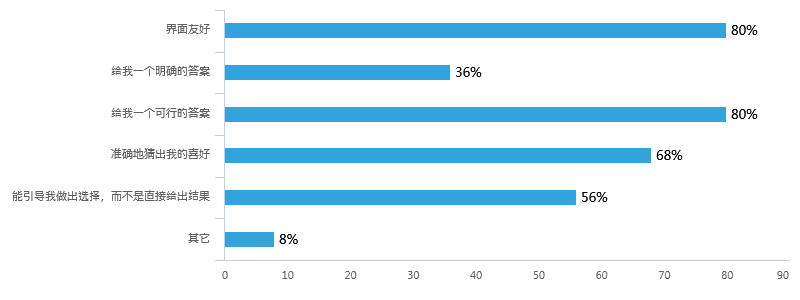 界面友好
80%
给我一个明确的答案
36%
给我一个可行的答案
80%
准确地猜出我的喜好
68%
能引导我做出选择，而不是直接给出结果
56%
其它
8%
0 10 20 30 40 50 60 70 80 90